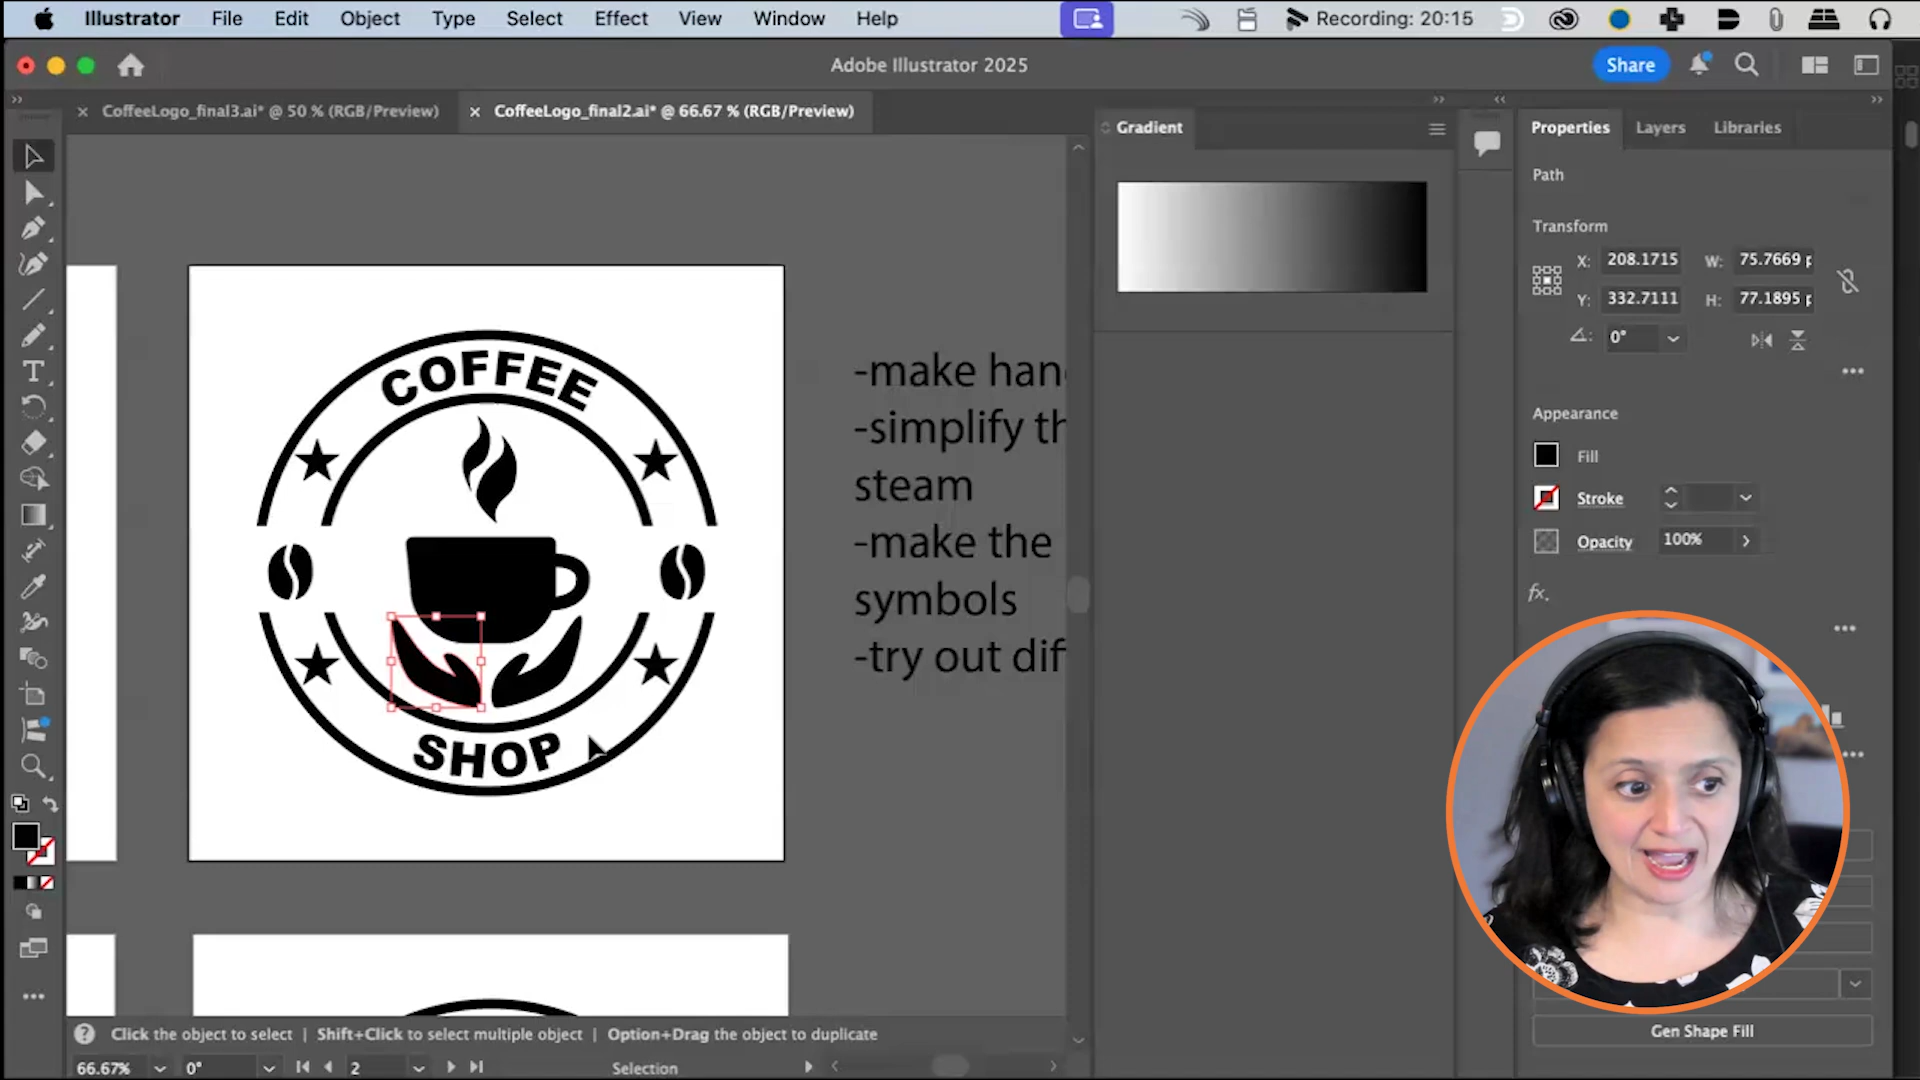 Illustrator File Edit Object Type Select Effect View Window Help
Recording: 20:15
Adobe Illustrator 2025
Share
CoffeeLogo_final3.ai* @ 50 % (RGB/Preview)
CoffeeLogo_final2.ai* @ 66.67 % (RGB/Preview)
Gradient
Properties Layers Libraries
Path
Transform
X: 208.1715 W: 75.7669 p
Y: 332.7111 H: 77.1895 p
0°
Appearance
Fill
Stroke
Opacity 100%
fx.
COFFEE
SHOP
-make han
-simplify th
steam
-make the
symbols
-try out dif
Gen Shape Fill
Click the object to select | Shift+Click to select multiple object | Option+Drag the object to duplicate
66.67% 0° 2 Selection